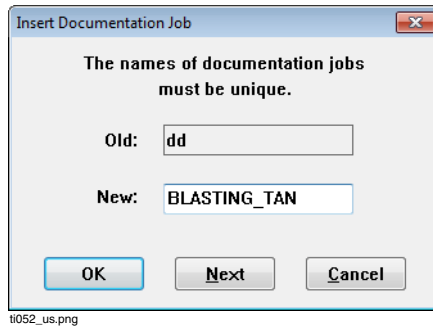 Insert Documentation Job
The names of documentation jobs
must be unique.
Old: dd
New: BLASTING_TAN
OK Next Cancel
ti052_us.png